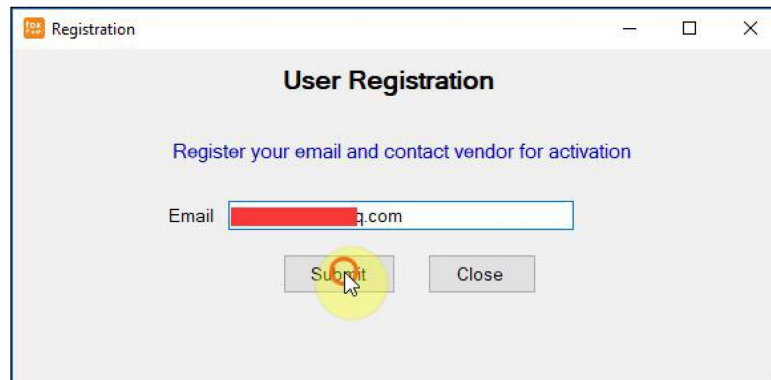 Registration
User Registration
Register your email and contact vendor for activation
Email q.com
Submit Close